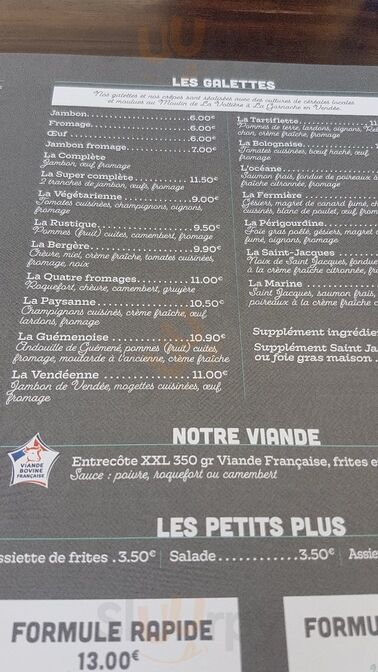 LES GALETTES
Nos galettes et nos crêpes sont réalisées avec des cultures de céréales locales
et moulues au Moulin de La Vallière à La Garnache en Vendée.
Jambon 6.00€
Fromage 6.00€
Œuf 6.00€
Jambon fromage 7.00€
La Complète
Jambon, œuf, fromage
La Super complète 11.50€
2 tranches de jambon, œufs, fromage
La Végétarienne 9.00€
Tomates cuisinées, champignons, oignons,
fromage
La Rustique 9.50€
Pommes (fruit) cuites, camembert, fromage
La Bergère 9.90€
Chèvre, miel, crème fraîche, tomates cuisinées,
fromage, noix
La Quatre fromages 11.00€
Roquefort, chèvre, camembert, gruyère
La Paysanne 10.50€
Champignons cuisinés, crème fraîche, œuf
lardons, fromage
La Guémenoise 10.90€
Andouille de Guémené, pommes (fruit) cuites,
fromage, moutarde à l'ancienne, crème fraîche
La Vendéenne 11.00€
Jambon de Vendée, mogettes cuisinées, œuf,
fromage
La Tartiflette
Pommes de terre, lardons, oignons,
chon, crème fraîche, fromage
La Bolognaise
Tomates cuisinées, bœuf haché, œuf,
fromage
L'océane
Saumon frais, fondue de poireaux à
fraîche citronnée, fromage
La Fermière
Gésiers, magret de canard fumé,
cuisinés, blanc de poulet, œuf,
La Périgourdine
Foie gras poêlé, gésiers, magret
fumé, oignons, fromage
La Saint-Jacques
Noix de Saint Jacques, fondue
à la crème fraîche citronnée,
La Marine
Saint Jacques, saumon frais,
poireaux à la crème fraîche
Supplément
Supplément Saint
ou foie gras maison
NOTRE VIANDE
VIANDE
BOVINE
FRANÇAISE
Entrecôte XXL 350 gr Viande Française, frites
Sauce : poivre, roquefort ou camembert
LES PETITS PLUS
ssiette de frites .3.50€ Salade 3.50€
FORMULE RAPIDE
13.00€